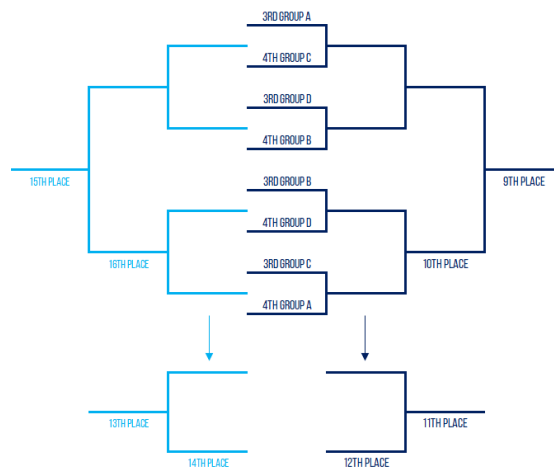 3RD GROUP A
4TH GROUP C
3RD GROUP D
4TH GROUP B
15TH PLACE
9TH PLACE
3RD GROUP B
4TH GROUP D
16TH PLACE
10TH PLACE
3RD GROUP C
4TH GROUP A
13TH PLACE
11TH PLACE
14TH PLACE
12TH PLACE